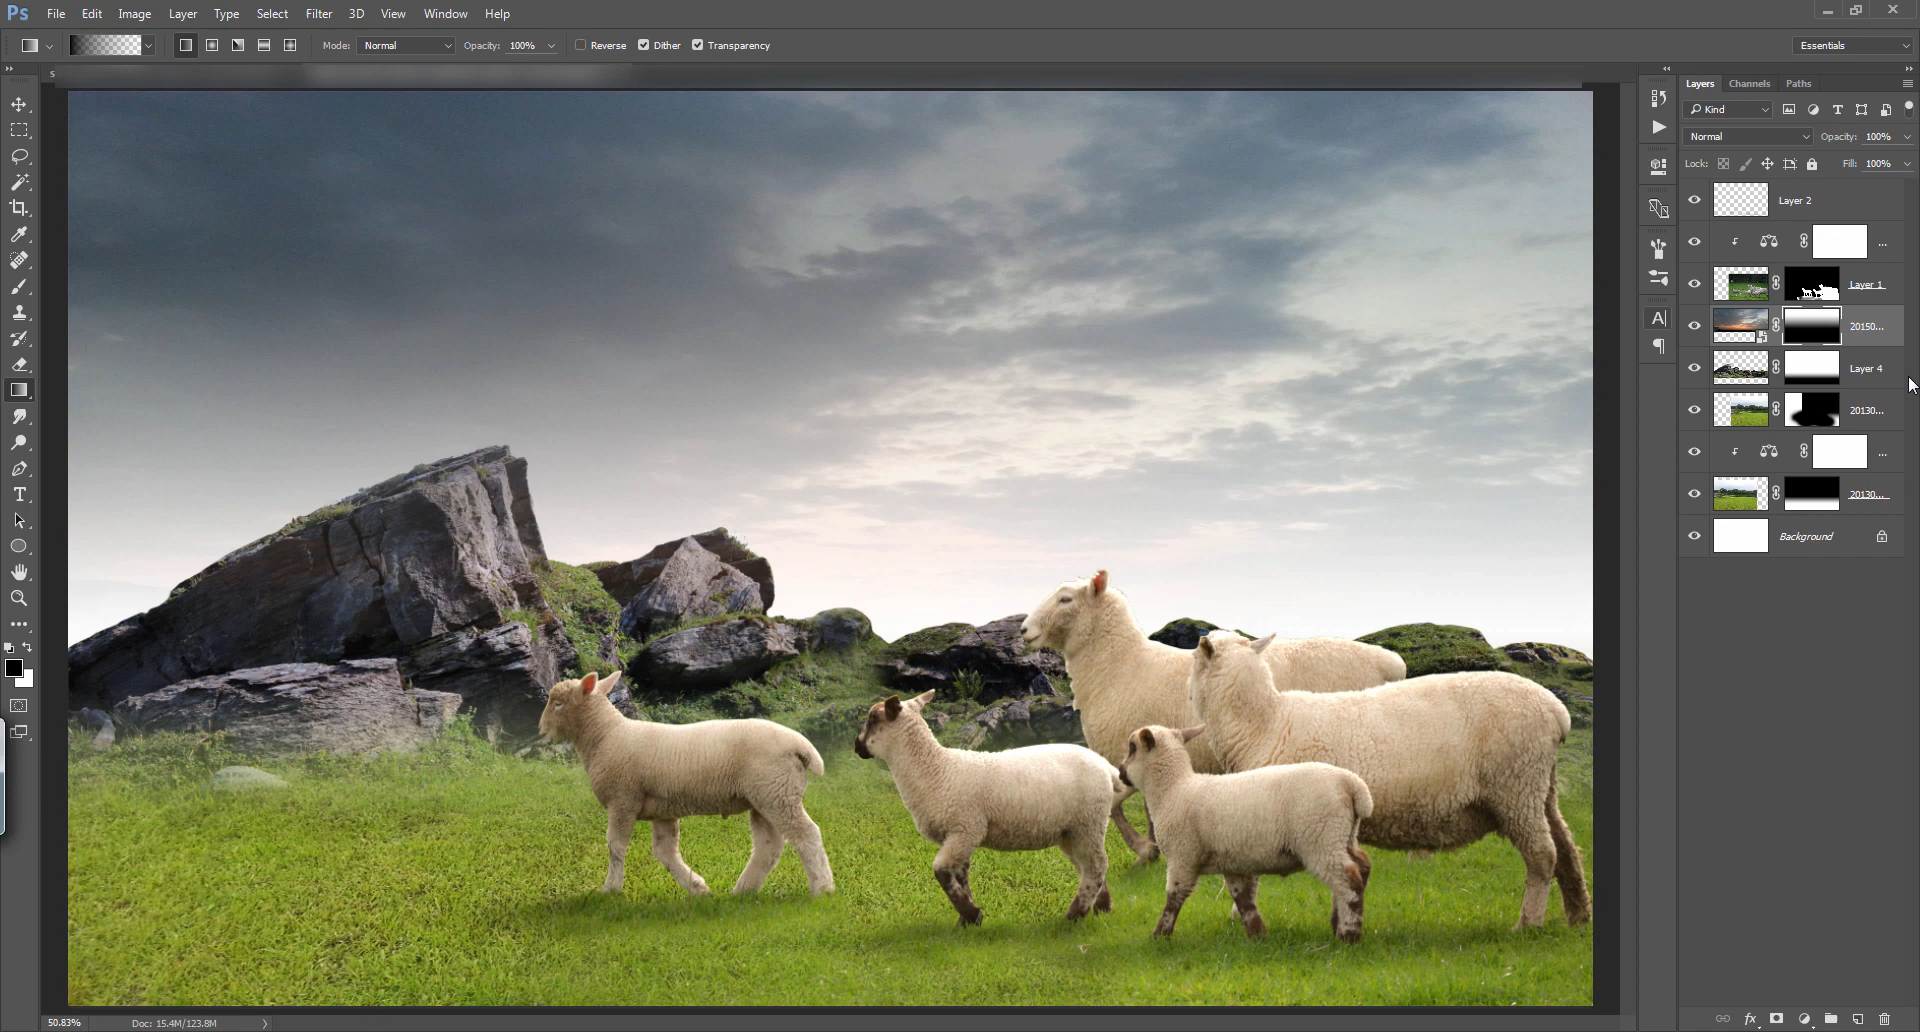 Ps File Edit Image Layer Type Select Filter 3D View Window Help
Mode: Normal Opacity: 100% Reverse Dither Transparency Essentials
s
Layers Channels Paths
Kind T
Normal Opacity: 100%
Lock: Fill: 100%
Layer 2
...
Layer 1
20150...
A
Layer 4
20130...
...
T
20130...
Background
50.83% Doc: 15.4M/123.8M
fx